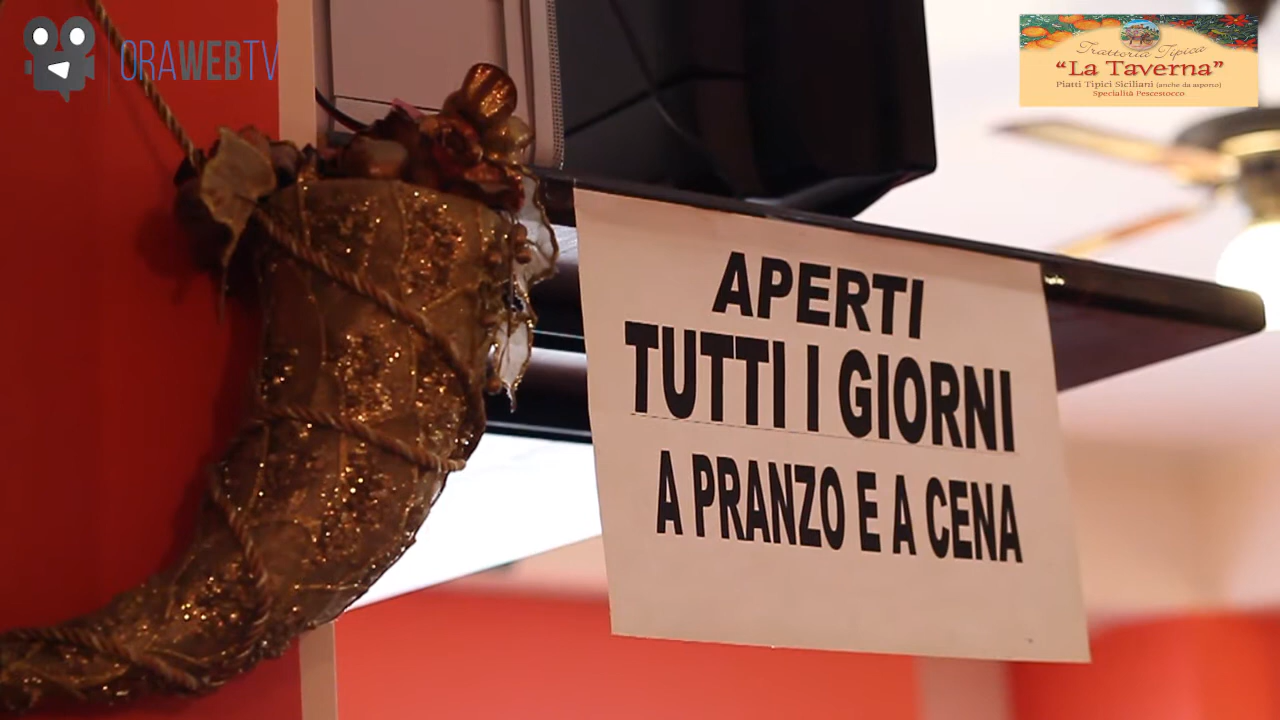 ORAWEBTV
Trattoria Tipica
"La Taverna"
Piatti Tipici Siciliani (anche da asporto)
Specialità Pescestocco
APERTI
TUTTI I GIORNI
A PRANZO E A CENA